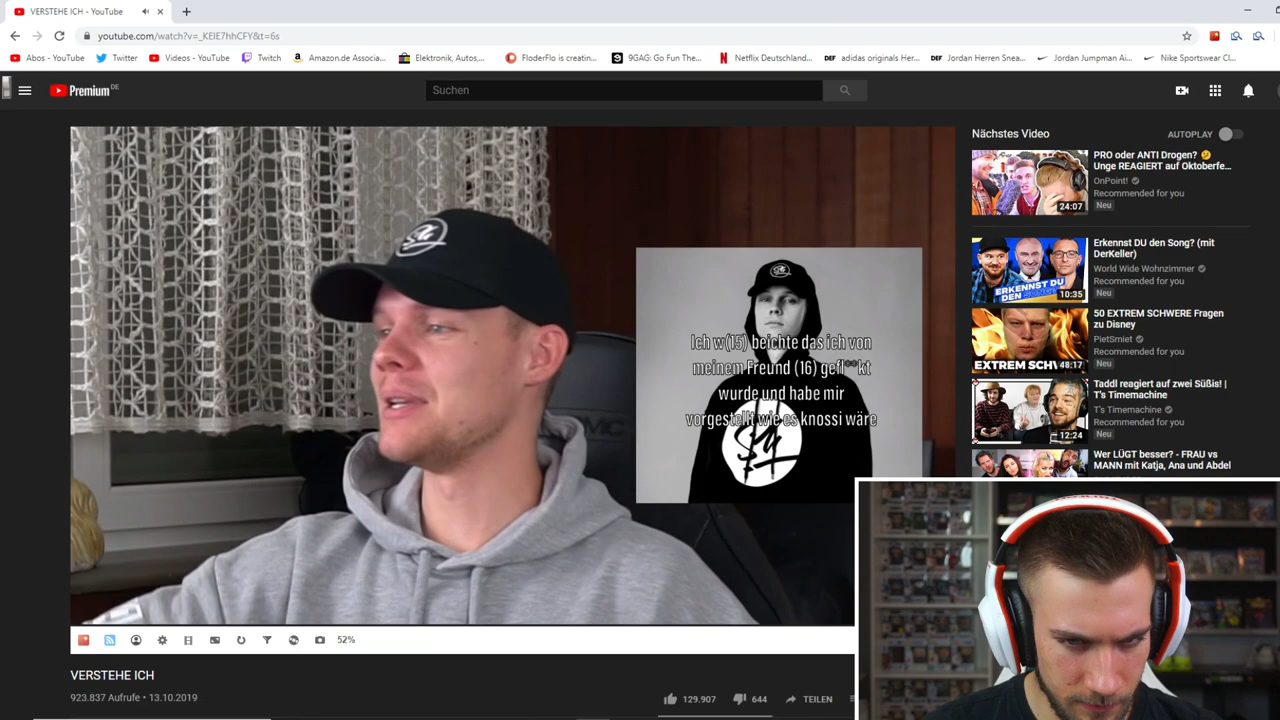 VERSTEHE ICH - YouTube
youtube.com/watch?v=_KEIE7hhCFY&t=6s
Abos - YouTube
Twitter
Videos - YouTube
Twitch
Amazon.de Associa...
Elektronik, Autos,...
FloderFlo is creatin...
9GAG: Go Fun The...
Netflix Deutschland...
adidas originals Her...
Jordan Herren Snea...
Jordan Jumpman Ai...
Nike Sportswear Cl...
Premium DE
Suchen
Ich w(15) beichte das ich von
meinem Freund (16) gefi**kt
wurde und habe mir
vorgestellt wie es knossi wäre
52%
VERSTEHE ICH
923.837 Aufrufe • 13.10.2019
129.907
644
TEILEN
Nächstes Video
AUTOPLAY
PRO oder ANTI Drogen?
Unge REAGIERT auf Oktoberfe...
OnPoint!
Recommended for you
Neu
24:07
Erkennst DU den Song? (mit
DerKeller)
World Wide Wohnzimmer
Recommended for you
Neu
ERKENNST DU
DEN SONG?
10:35
50 EXTREM SCHWERE Fragen
zu Disney
PietSmiet
Recommended for you
Neu
48:17
Taddl reagiert auf zwei Süßis! |
T's Timemachine
T's Timemachine
Recommended for you
Neu
12:24
Wer LÜGT besser? - FRAU vs
MANN mit Katja, Ana und Abdel